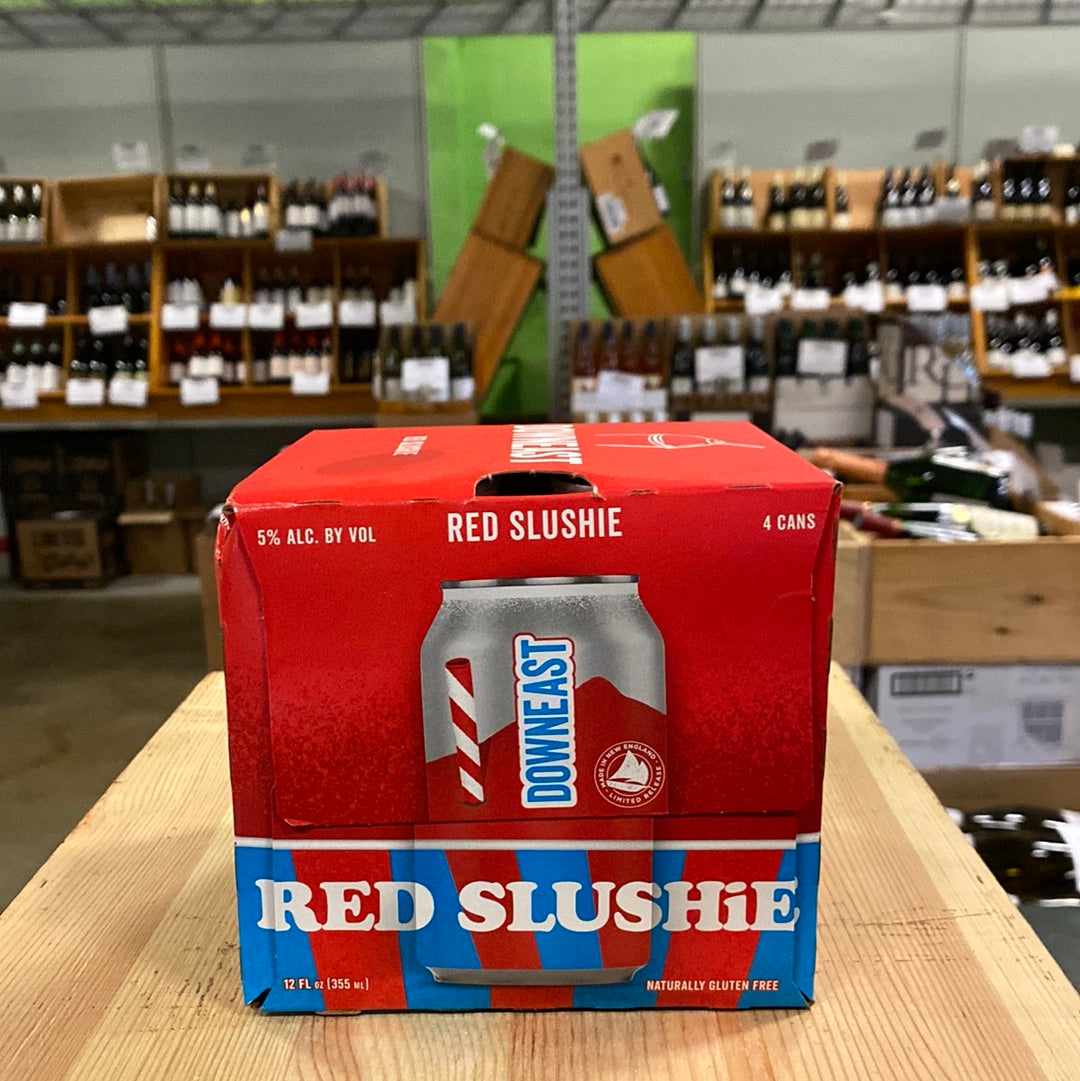 DOWNEAST
5% ALC. BY VOL
RED SLUSHIE
4 CANS
DOWNEAST
MADE IN NEW ENGLAND
LIMITED RELEASE
RED SLUSHiE
12 FL OZ (355 ML)
NATURALLY GLUTEN FREE